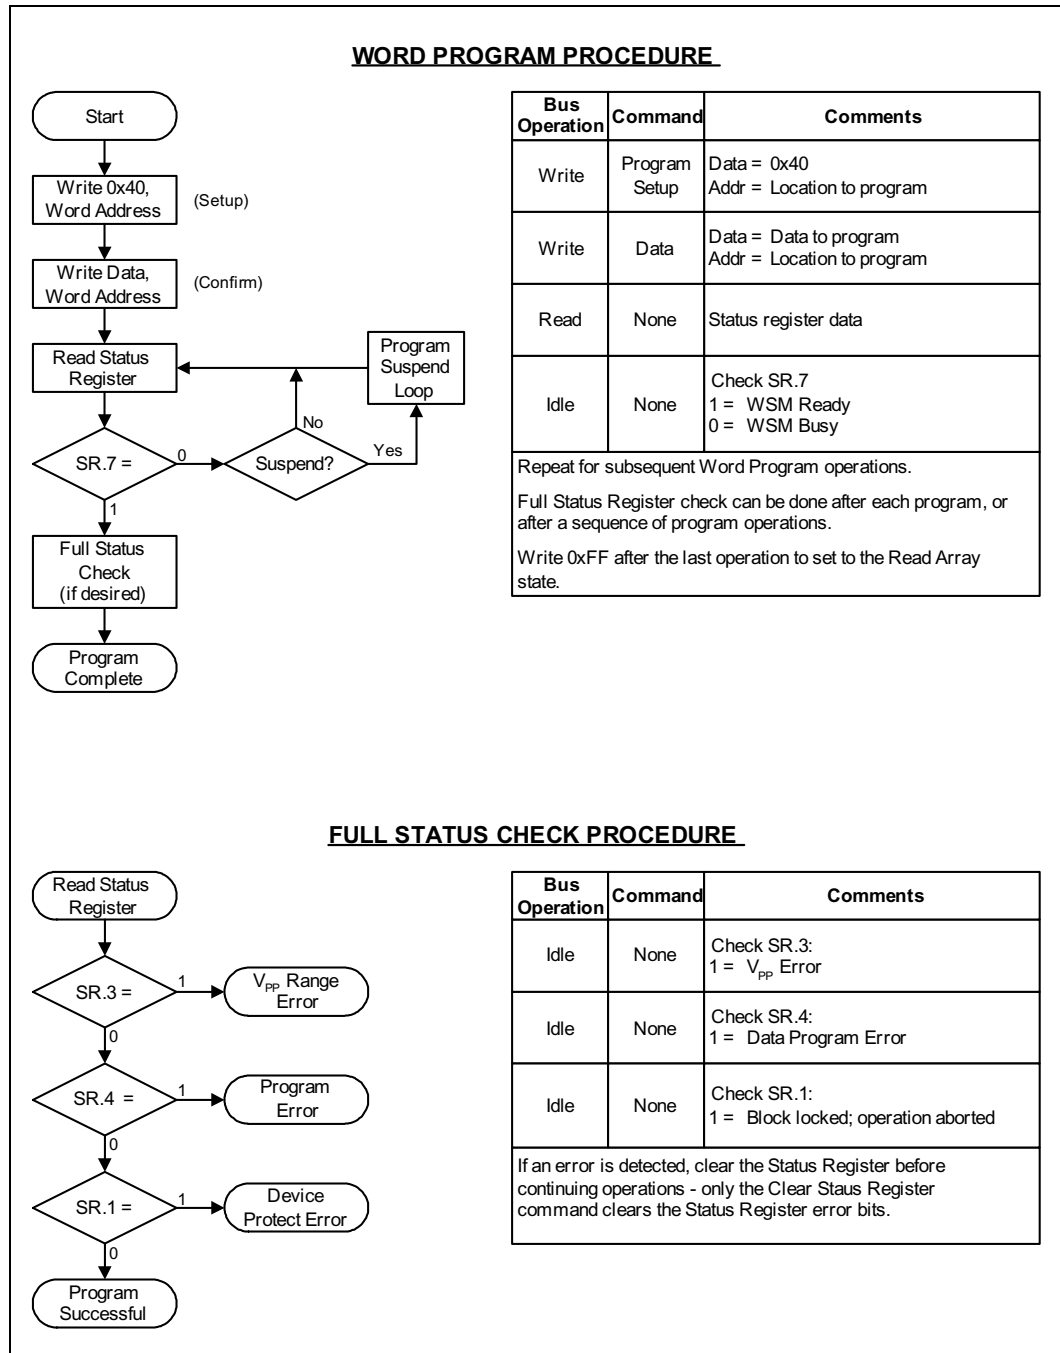 WORD PROGRAM PROCEDURE
Start
Write 0x40,
Word Address
(Setup)
Write Data,
Word Address
(Confirm)
Read Status
Register
Program
Suspend
Loop
No
SR.7 =
0
Suspend?
Yes
1
Full Status
Check
(if desired)
Program
Complete
Bus
Operation
Command
Comments
Write
Program
Setup
Data = 0x40
Addr = Location to program
Write
Data
Data = Data to program
Addr = Location to program
Read
None
Status register data
Idle
None
Check SR.7
1 = WSM Ready
0 = WSM Busy
Repeat for subsequent Word Program operations.
Full Status Register check can be done after each program, or
after a sequence of program operations.
Write 0xFF after the last operation to set to the Read Array
state.
FULL STATUS CHECK PROCEDURE
Read Status
Register
SR.3 =
1
VPP Range
Error
0
SR.4 =
1
Program
Error
0
SR.1 =
1
Device
Protect Error
0
Program
Successful
Bus
Operation
Command
Comments
Idle
None
Check SR.3:
1 = VPP Error
Idle
None
Check SR.4:
1 = Data Program Error
Idle
None
Check SR.1:
1 = Block locked; operation aborted
If an error is detected, clear the Status Register before
continuing operations - only the Clear Staus Register
command clears the Status Register error bits.